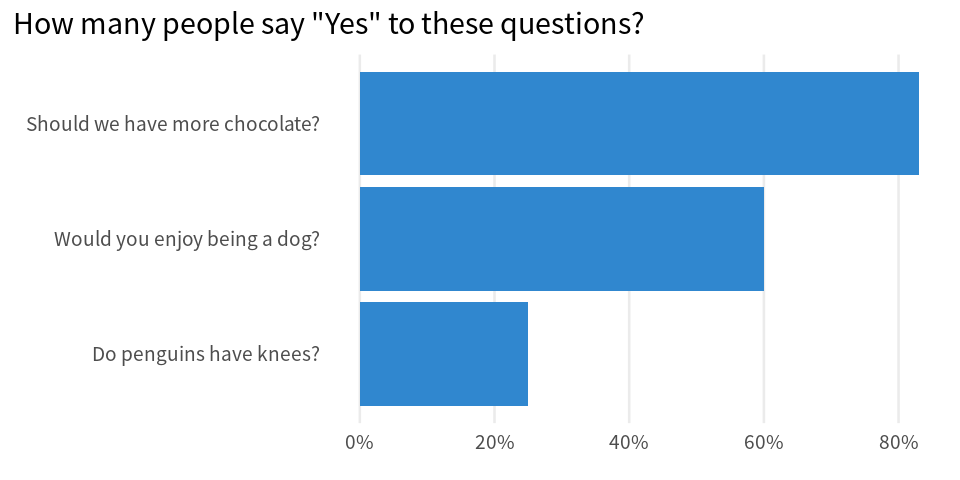 How many people say "Yes" to these questions?
Should we have more chocolate?
Would you enjoy being a dog?
Do penguins have knees?
0% 20% 40% 60% 80%